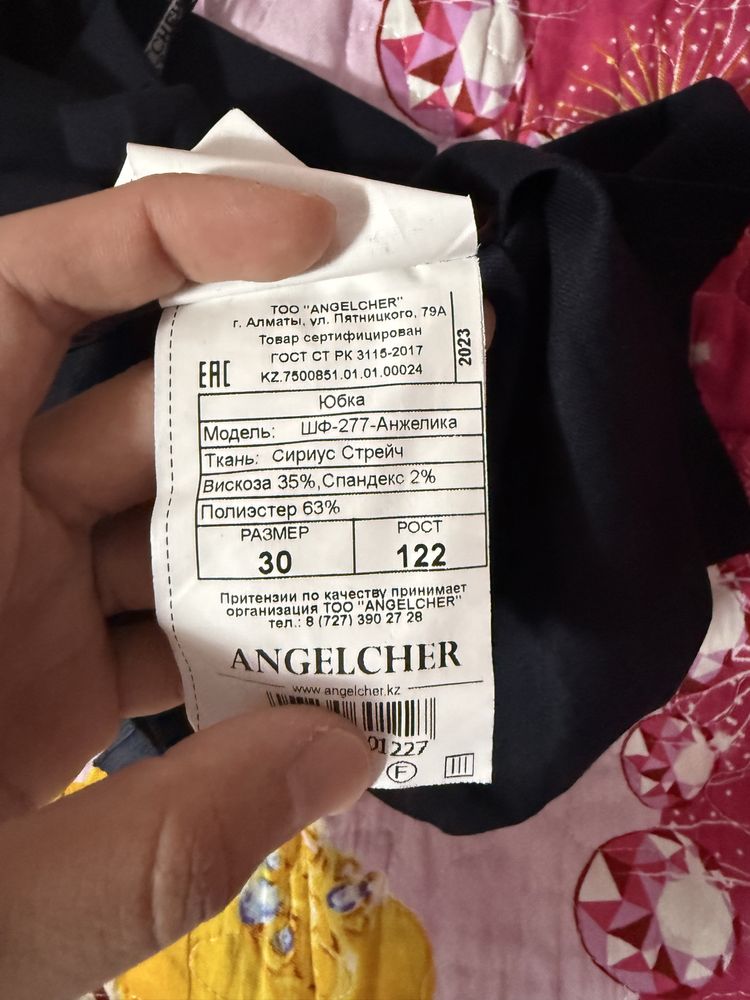 ТОО "ANGELCHER"
г. Алматы, ул. Пятницкого, 79А
Товар сертифицирован
ГОСТ СТ РК 3115-2017
KZ.7500851.01.01.00024
2023
EAC
Юбка
Модель: ШФ-277-Анжелика
Ткань: Сириус Стрейч
Вискоза 35%,Спандекс 2%
Полиэстер 63%
РАЗМЕР РОСТ
30 122
Притензии по качеству принимает
организация ТОО "ANGELCHER"
тел.: 8 (727) 390 27 28
ANGELCHER
www.angelcher.kz
01227
F